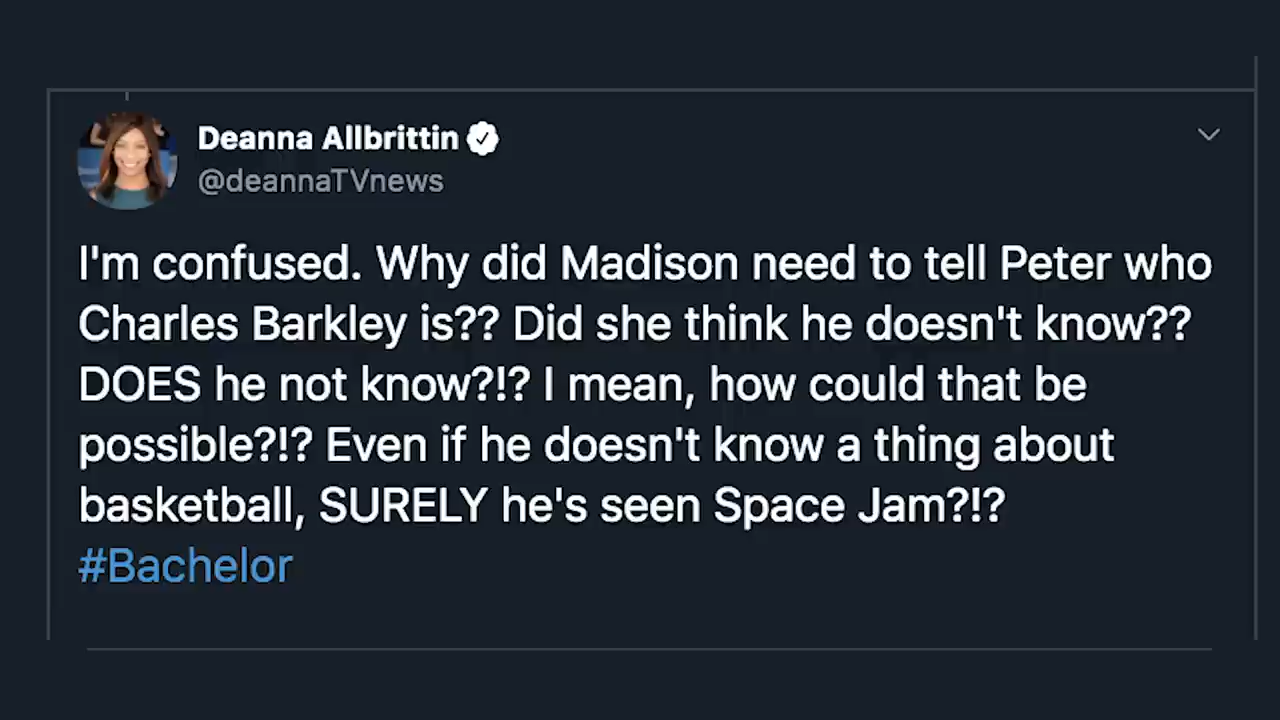 Deanna Allbrittin
@deannaTVnews
I'm confused. Why did Madison need to tell Peter who
Charles Barkley is?? Did she think he doesn't know??
DOES he not know?!? I mean, how could that be
possible?!? Even if he doesn't know a thing about
basketball, SURELY he's seen Space Jam?!?
#Bachelor